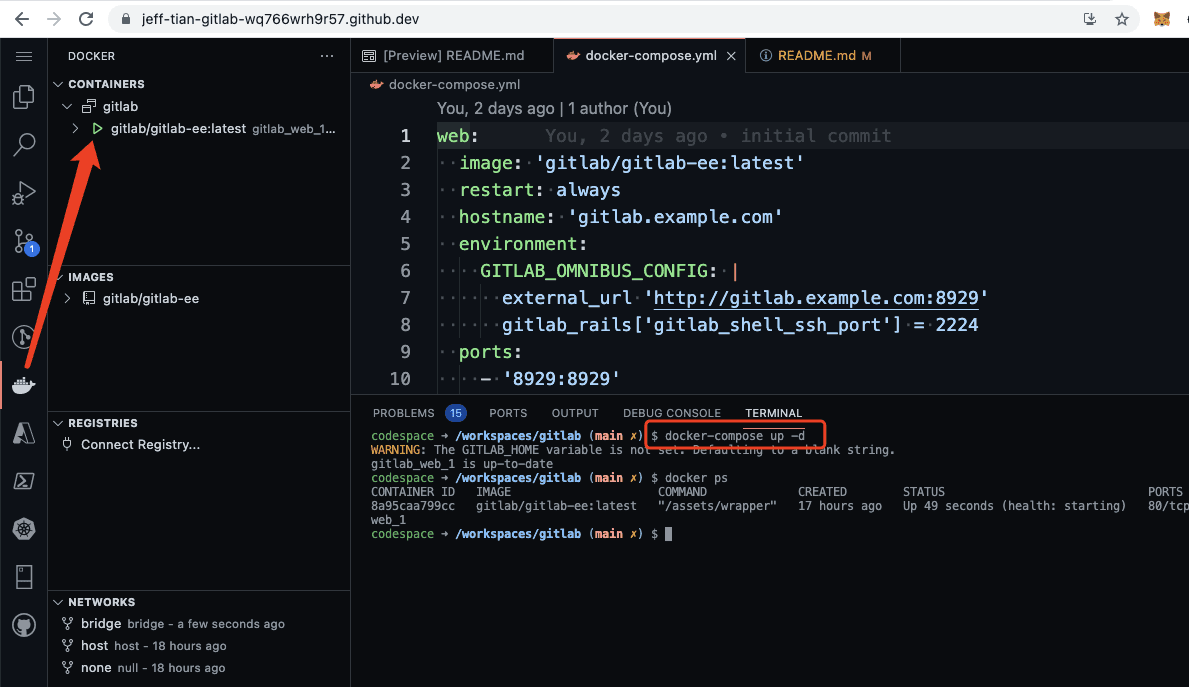 jeff-tian-gitlab-wq766wrh9r57.github.dev
DOCKER
CONTAINERS
gitlab
gitlab/gitlab-ee:latest gitlab_web_1...
1
IMAGES
gitlab/gitlab-ee
REGISTRIES
Connect Registry...
NETWORKS
bridge bridge - a few seconds ago
host host - 18 hours ago
none null - 18 hours ago
[Preview] README.md
docker-compose.yml
README.md M
docker-compose.yml
You, 2 days ago | 1 author (You)
1 web: You, 2 days ago • initial commit
2 image: 'gitlab/gitlab-ee:latest'
3 restart: always
4 hostname: 'gitlab.example.com'
5 environment:
6 GITLAB_OMNIBUS_CONFIG: |
7 external_url 'http://gitlab.example.com:8929'
8 gitlab_rails['gitlab_shell_ssh_port'] = 2224
9 ports:
10 - '8929:8929'
PROBLEMS 15 PORTS OUTPUT DEBUG CONSOLE TERMINAL
codespace → /workspaces/gitlab (main ✗) $ docker-compose up -d
WARNING: The GITLAB_HOME variable is not set. Defaulting to a blank string.
gitlab_web_1 is up-to-date
codespace → /workspaces/gitlab (main ✗) $ docker ps
CONTAINER ID IMAGE COMMAND CREATED STATUS PORTS
8a95caa799cc gitlab/gitlab-ee:latest "/assets/wrapper" 17 hours ago Up 49 seconds (health: starting) 80/tcp
web_1
codespace → /workspaces/gitlab (main ✗) $